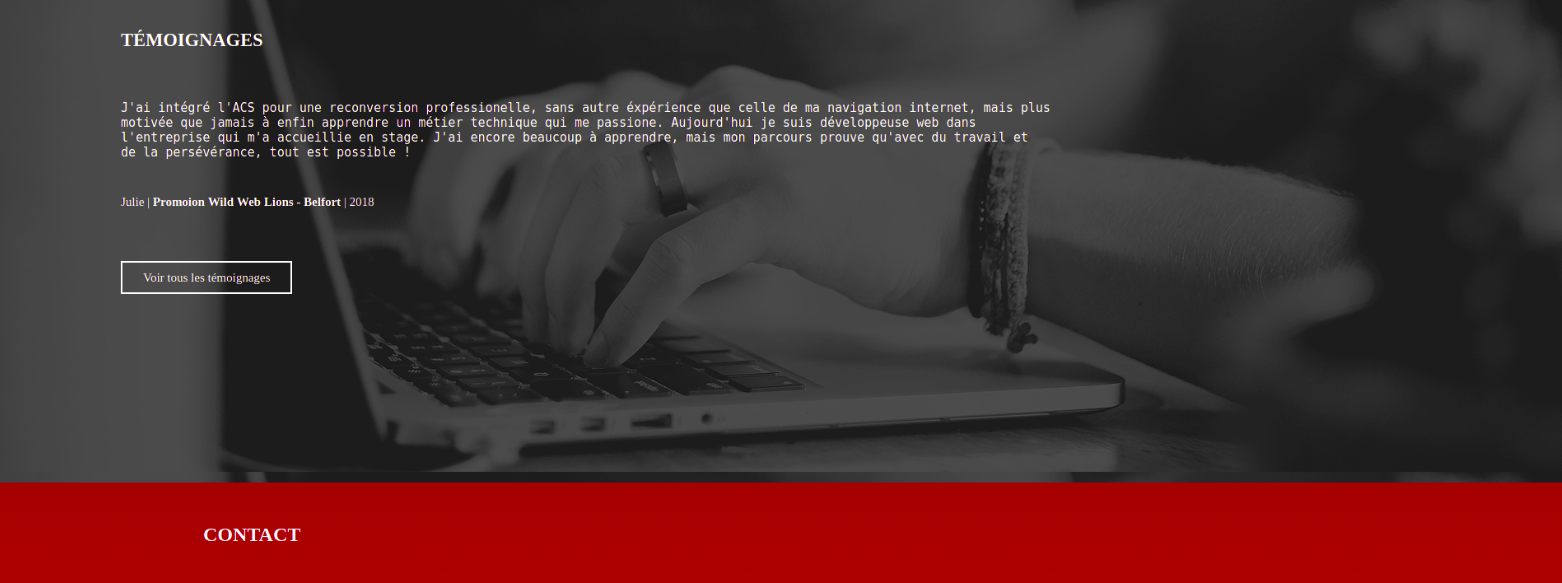 TÉMOIGNAGES
J'ai intégré l'ACS pour une reconversion professionelle, sans autre éxpérience que celle de ma navigation internet, mais plus
motivée que jamais à enfin apprendre un métier technique qui me passione. Aujourd'hui je suis développeuse web dans
l'entreprise qui m'a accueillie en stage. J'ai encore beaucoup à apprendre, mais mon parcours prouve qu'avec du travail et
de la persévérance, tout est possible !
Julie | Promoion Wild Web Lions - Belfort | 2018
Voir tous les témoignages
CONTACT